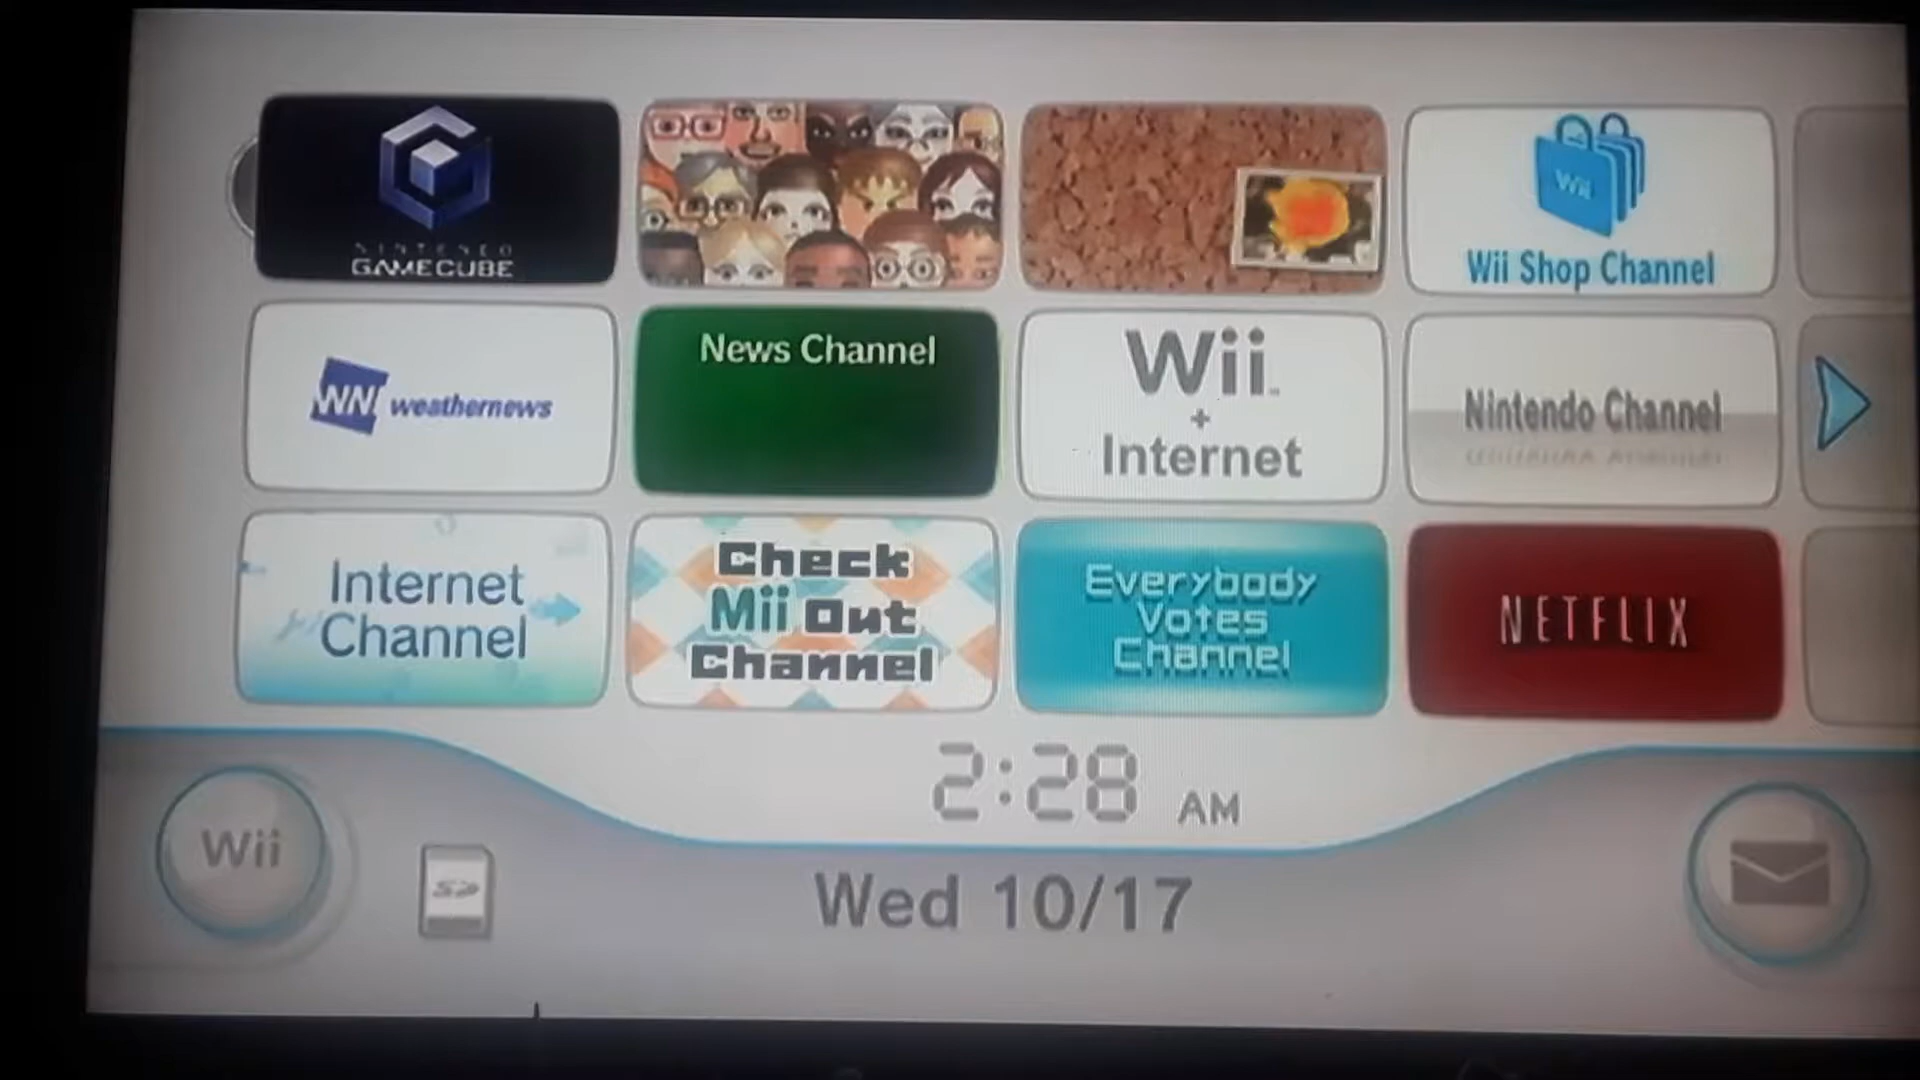 NINTENDO
GAMECUBE
Wii
Wii Shop Channel
WN weathernews
News Channel
Wii
+
Internet
Nintendo Channel
Internet
Channel
Check
Mii Out
Channel
Everybody
Votes
Channel
NETFLIX
2:28 AM
Wii
SD
Wed 10/17